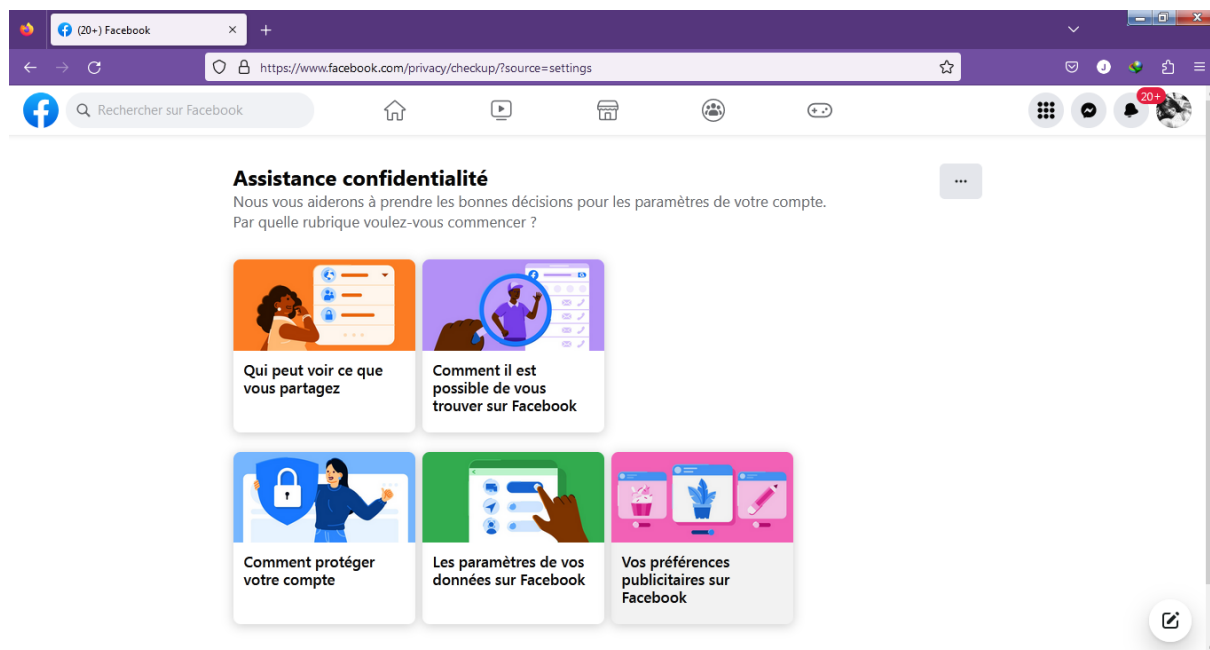 (20+) Facebook
https://www.facebook.com/privacy/checkup/?source=settings
J
Rechercher sur Facebook
20+
Assistance confidentialité
Nous vous aiderons à prendre les bonnes décisions pour les paramètres de votre compte.
Par quelle rubrique voulez-vous commencer ?
Qui peut voir ce que
vous partagez
Comment il est
possible de vous
trouver sur Facebook
Comment protéger
votre compte
Les paramètres de vos
données sur Facebook
Vos préférences
publicitaires sur
Facebook